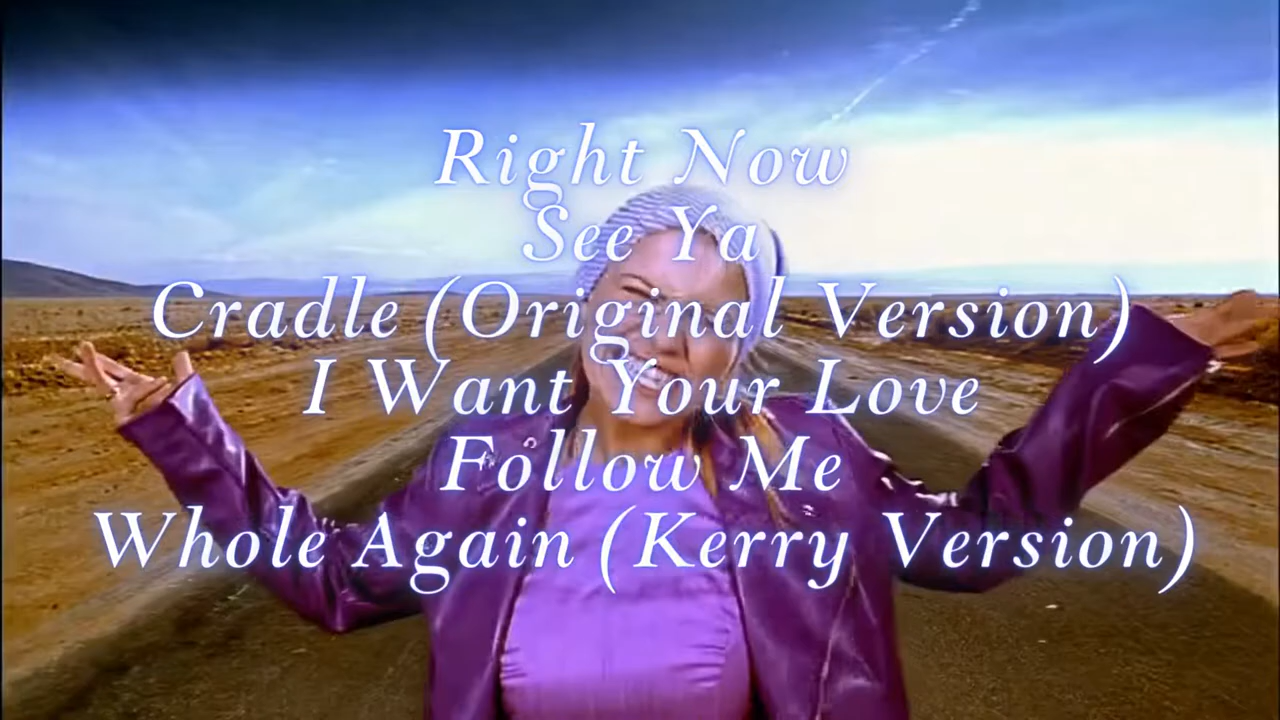 Right Now
See Ya
Cradle (Original Version)
I Want Your Love
Follow Me
Whole Again (Kerry Version)